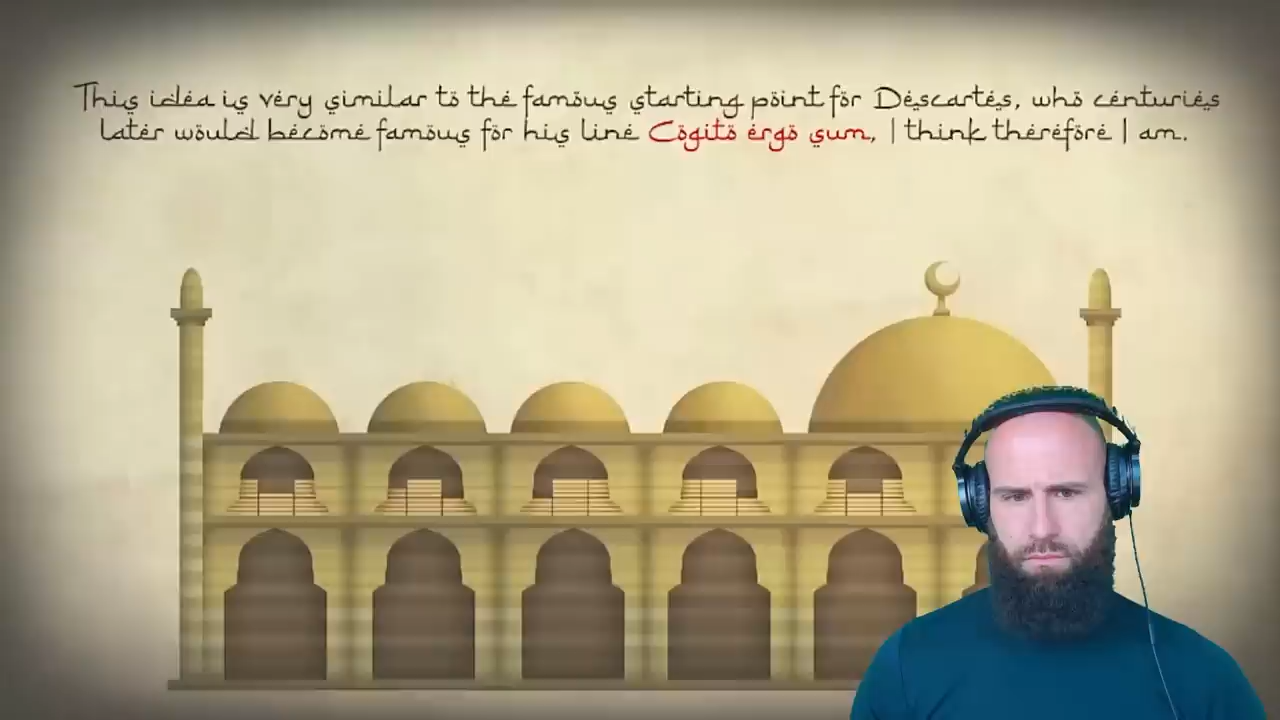 This idea is very similar to the famous starting point for Descartes, who centuries
later would become famous for his line Cogito ergo sum, I think therefore I am.